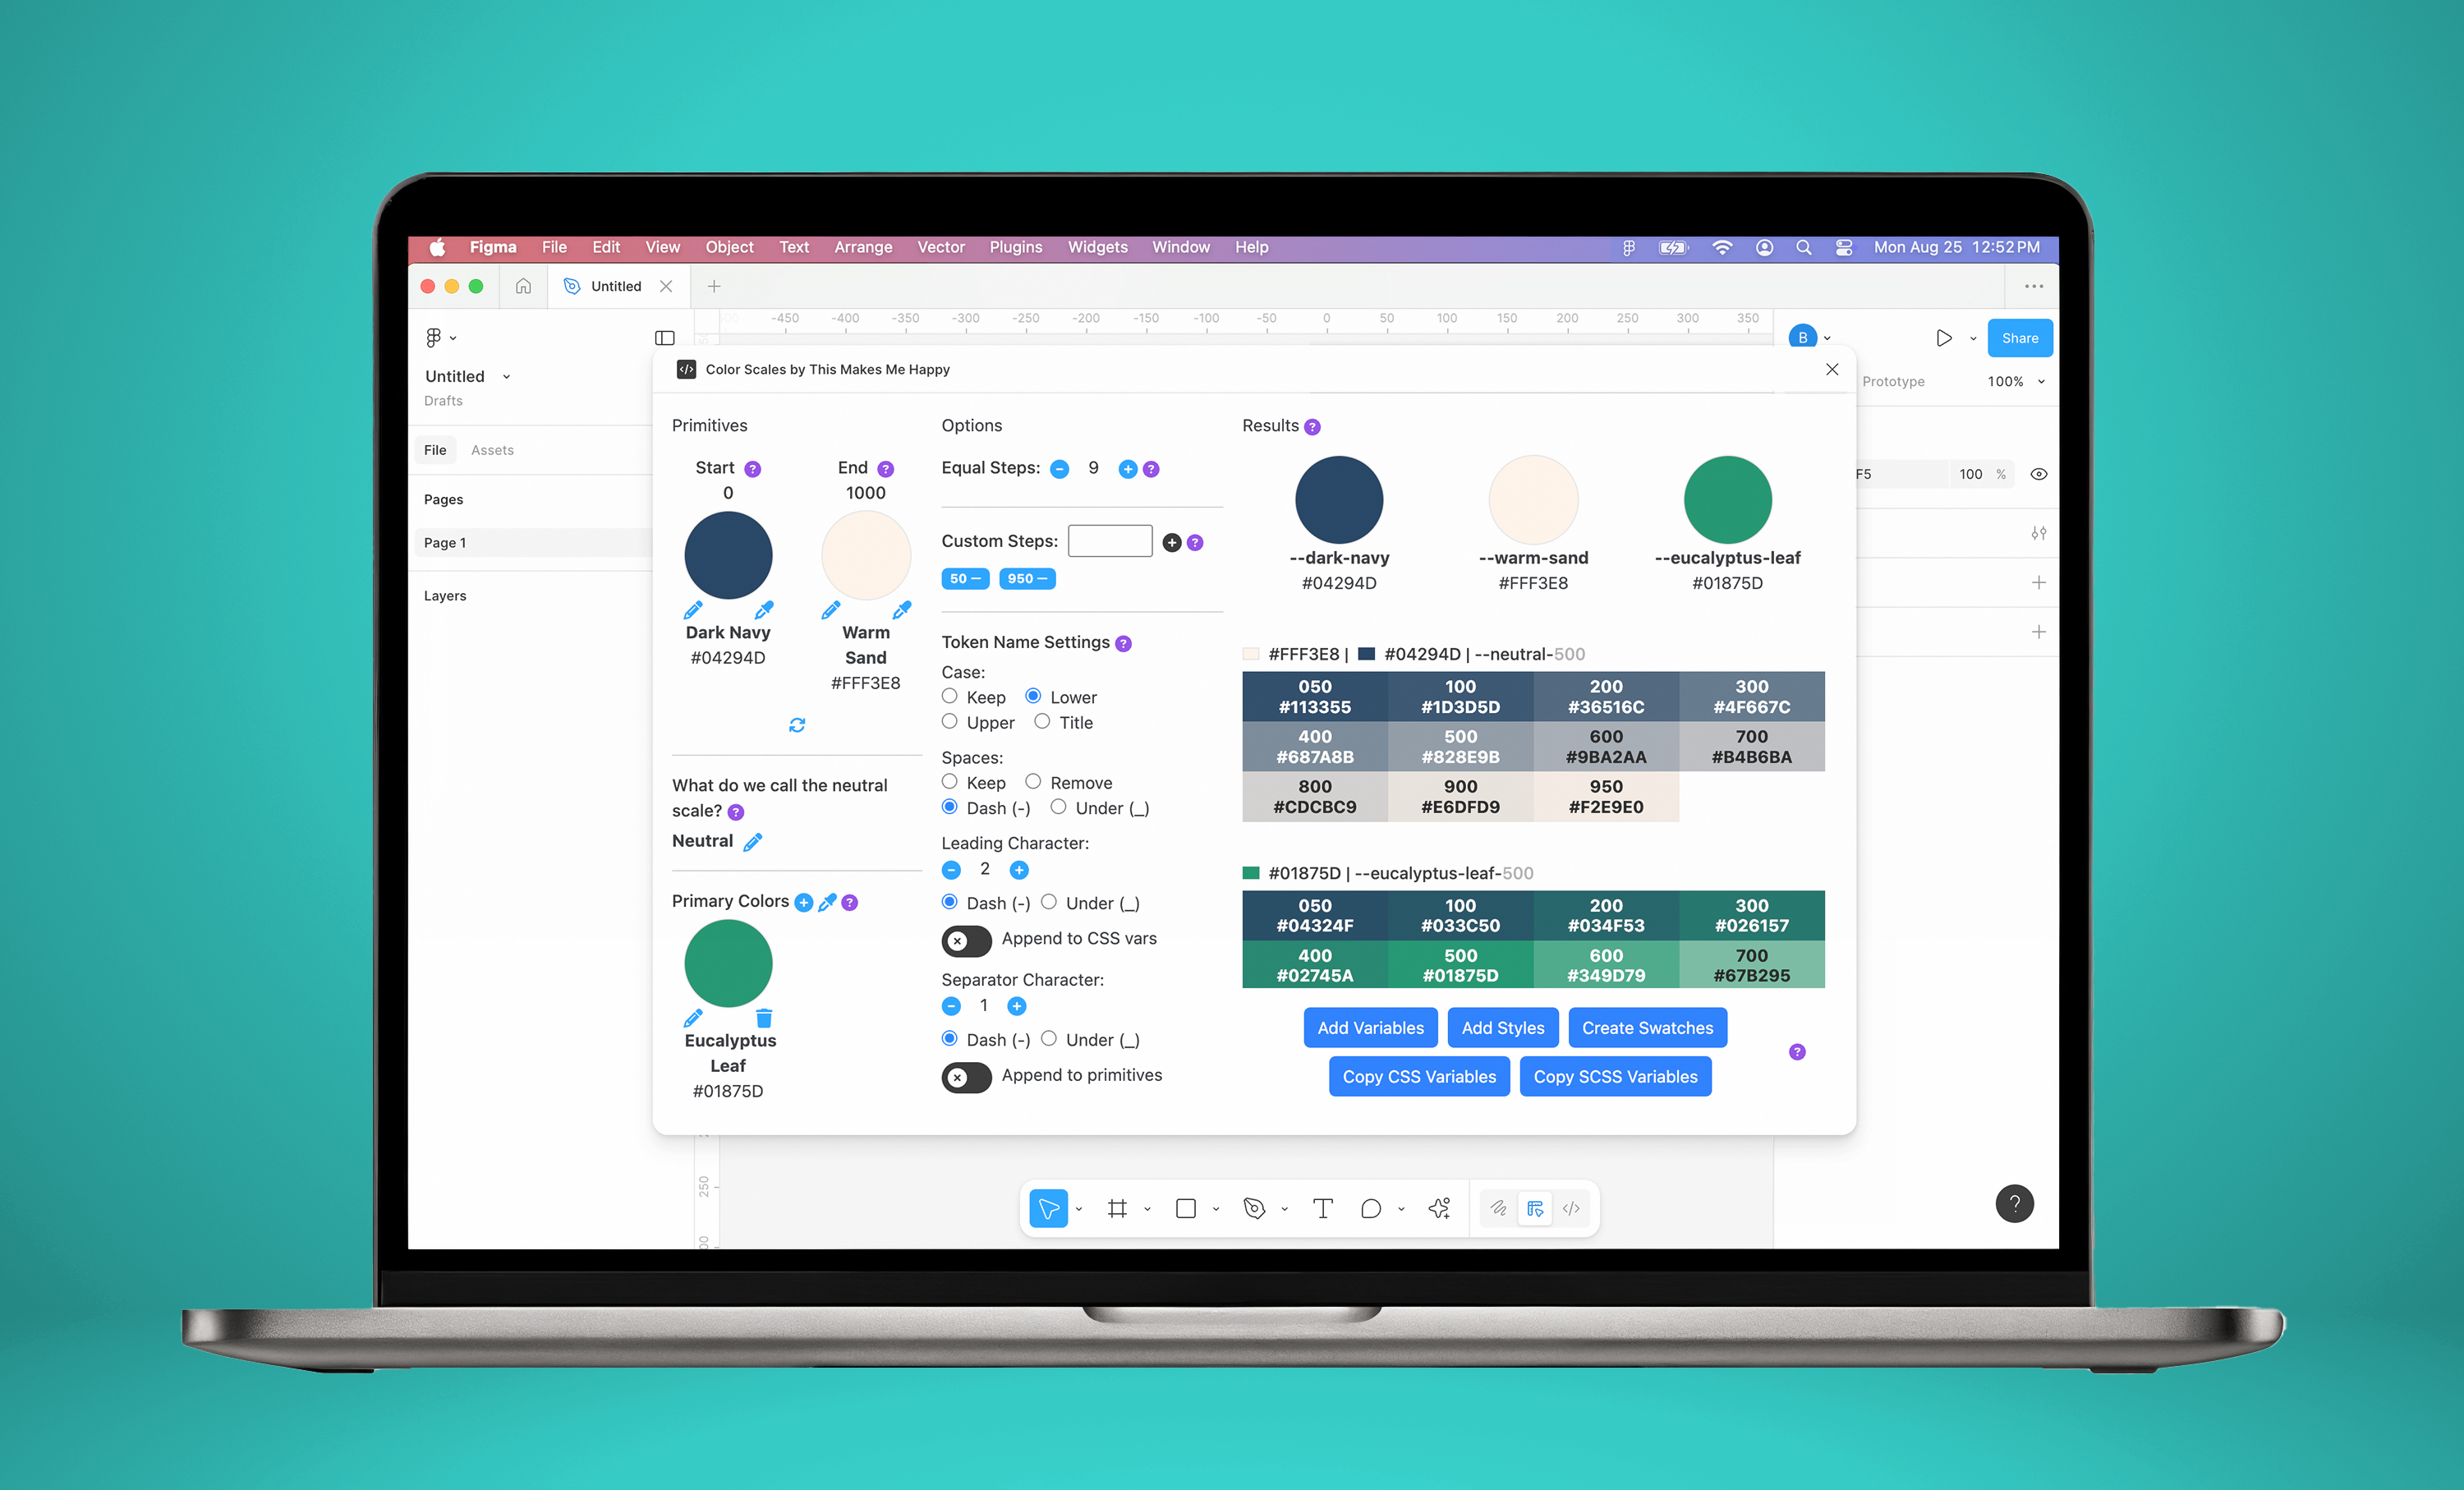 Figma File Edit View Object Text Arrange Vector Plugins Widgets Window Help
Mon Aug 25 12:52 PM
Untitled
-450 -400 -350 -300 -250 -200 -150 -100 -50 0 50 100 150 200 250 300 350
B
Share
Untitled
Drafts
Prototype 100%
File Assets
Pages
Page 1
Layers
F5 100 %
Color Scales by This Makes Me Happy
Primitives
Start ?
0
End ?
1000
Dark Navy
#04294D
Warm
Sand
#FFF3E8
What do we call the neutral
scale? ?
Neutral
Primary Colors ?
Eucalyptus
Leaf
#01875D
Options
Equal Steps: − 9 + ?
Custom Steps: + ?
50 − 950 −
Token Name Settings ?
Case:
Keep Lower
Upper Title
Spaces:
Keep Remove
Dash (-) Under (_)
Leading Character:
− 2 +
Dash (-) Under (_)
Append to CSS vars
Separator Character:
− 1 +
Dash (-) Under (_)
Append to primitives
Results ?
--dark-navy
#04294D
--warm-sand
#FFF3E8
--eucalyptus-leaf
#01875D
#FFF3E8 | #04294D | --neutral-500
050 100 200 300
#113355 #1D3D5D #36516C #4F667C
400 500 600 700
#687A8B #828E9B #9BA2AA #B4B6BA
800 900 950
#CDCBC9 #E6DFD9 #F2E9E0
#01875D | --eucalyptus-leaf-500
050 100 200 300
#04324F #033C50 #034F53 #026157
400 500 600 700
#02745A #01875D #349D79 #67B295
Add Variables Add Styles Create Swatches
Copy CSS Variables Copy SCSS Variables
?
250
?